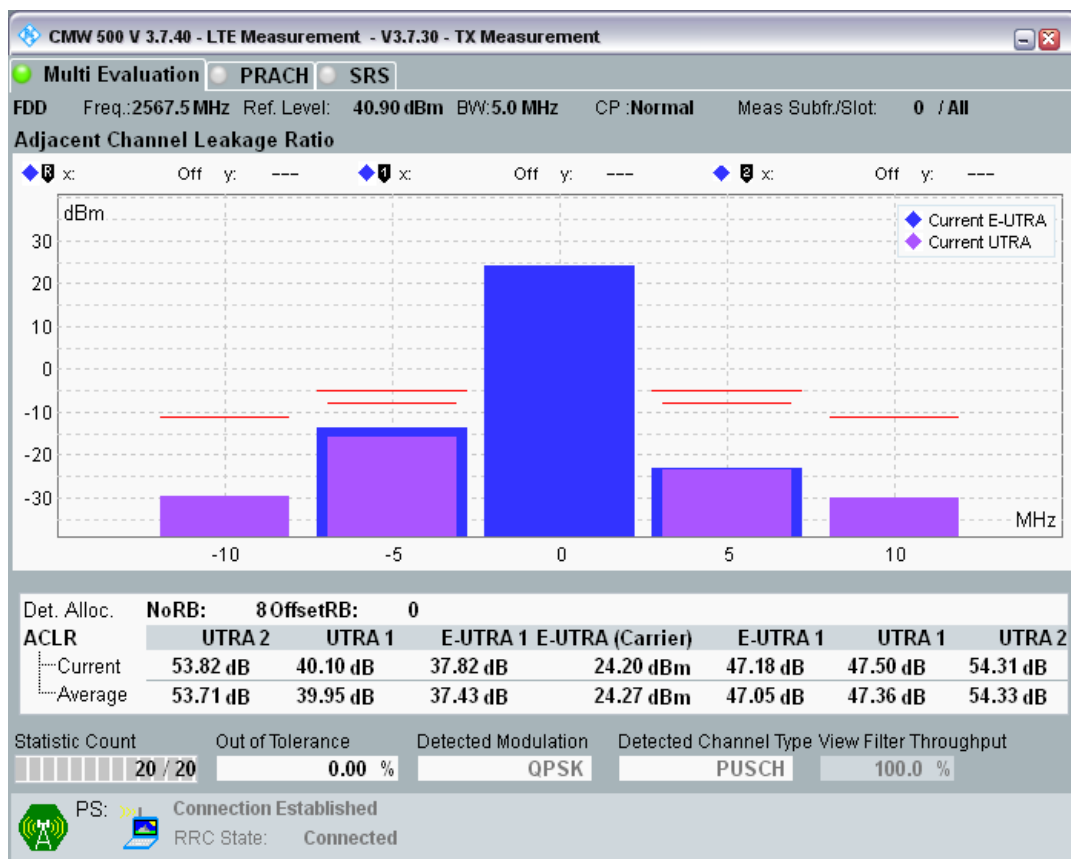 CMW 500 V 3.7.40 - LTE Measurement - V3.7.30 - TX Measurement
Multi Evaluation PRACH SRS
FDD Freq.:2567.5 MHz Ref. Level: 40.90 dBm BW:5.0 MHz CP :Normal Meas Subfr./Slot: 0 / All
Adjacent Channel Leakage Ratio
R x: Off y: --- 1 x: Off y: --- 2 x: Off y: ---
dBm
Current E-UTRA
Current UTRA
30
20
10
0
-10
-20
-30
MHz
-10 -5 0 5 10
Det. Alloc. NoRB: 8 OffsetRB: 0
ACLR UTRA 2 UTRA 1 E-UTRA 1 E-UTRA (Carrier) E-UTRA 1 UTRA 1 UTRA 2
Current 53.82 dB 40.10 dB 37.82 dB 24.20 dBm 47.18 dB 47.50 dB 54.31 dB
Average 53.71 dB 39.95 dB 37.43 dB 24.27 dBm 47.05 dB 47.36 dB 54.33 dB
Statistic Count Out of Tolerance Detected Modulation Detected Channel Type View Filter Throughput
20 / 20 0.00 % QPSK PUSCH 100.0 %
PS: Connection Established
RRC State: Connected